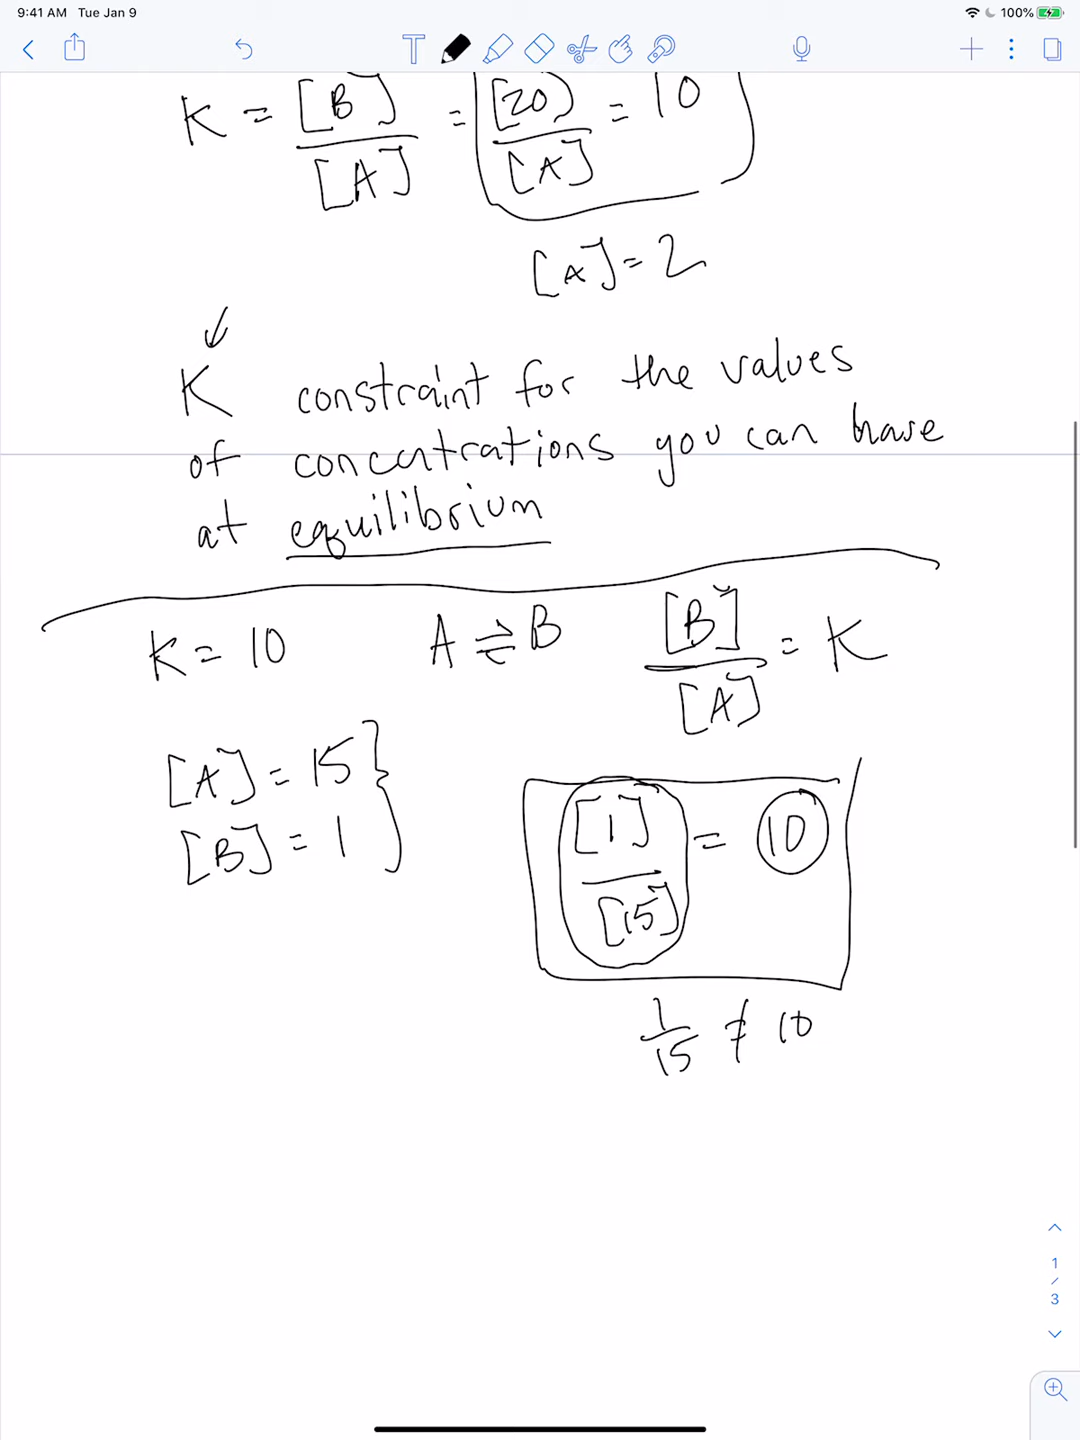 9:41 AM Tue Jan 9 100%
T
K = [B] / [A] = [20] / [A] = 10
[A] = 2
K constraint for the values
of concentrations you can have
at equilibrium
K = 10 A ⇌ B [B] / [A] = K
[A] = 15
[B] = 1
[1] / [15] = 10
1/15 ≠ 10
1
/
3